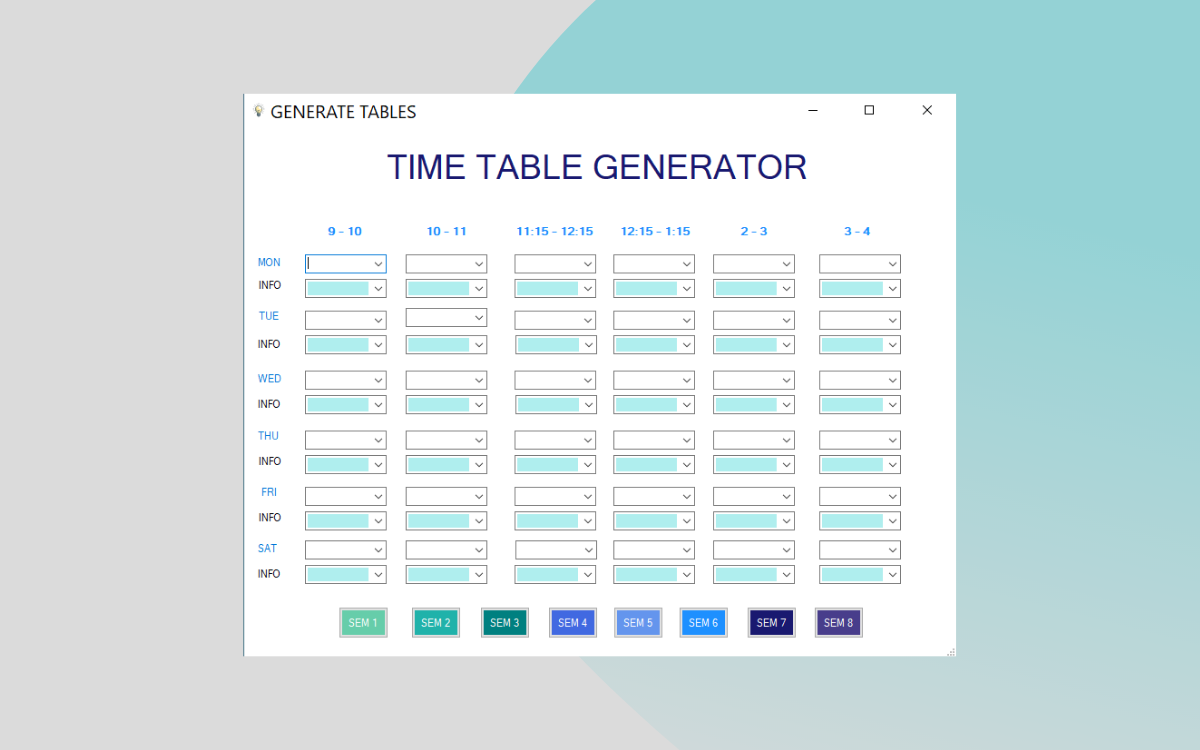 GENERATE TABLES
TIME TABLE GENERATOR
9 - 10 10 - 11 11:15 - 12:15 12:15 - 1:15 2 - 3 3 - 4
MON
INFO
TUE
INFO
WED
INFO
THU
INFO
FRI
INFO
SAT
INFO
SEM 1 SEM 2 SEM 3 SEM 4 SEM 5 SEM 6 SEM 7 SEM 8